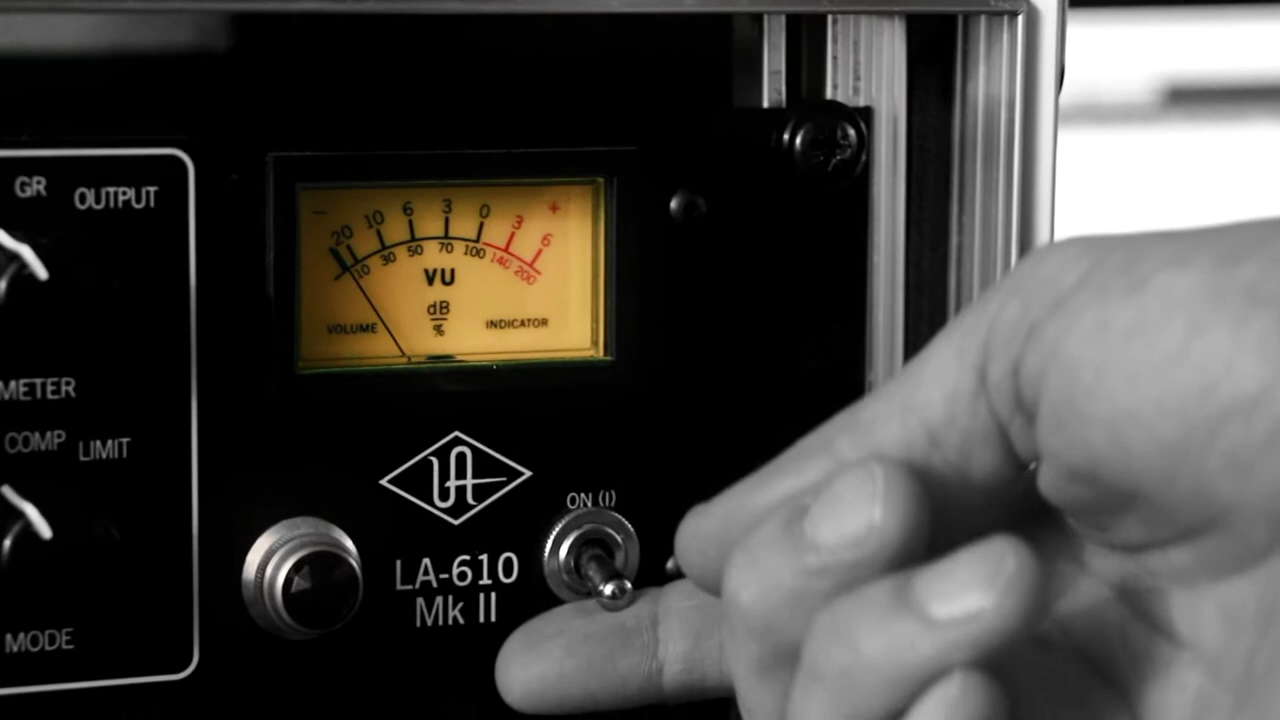 GR OUTPUT
METER
COMP LIMIT
MODE
− 20 10 6 3 0 3 6 +
10 30 50 70 100 140 200
VU
dB
%
VOLUME INDICATOR
UA
ON (I)
LA-610
Mk II